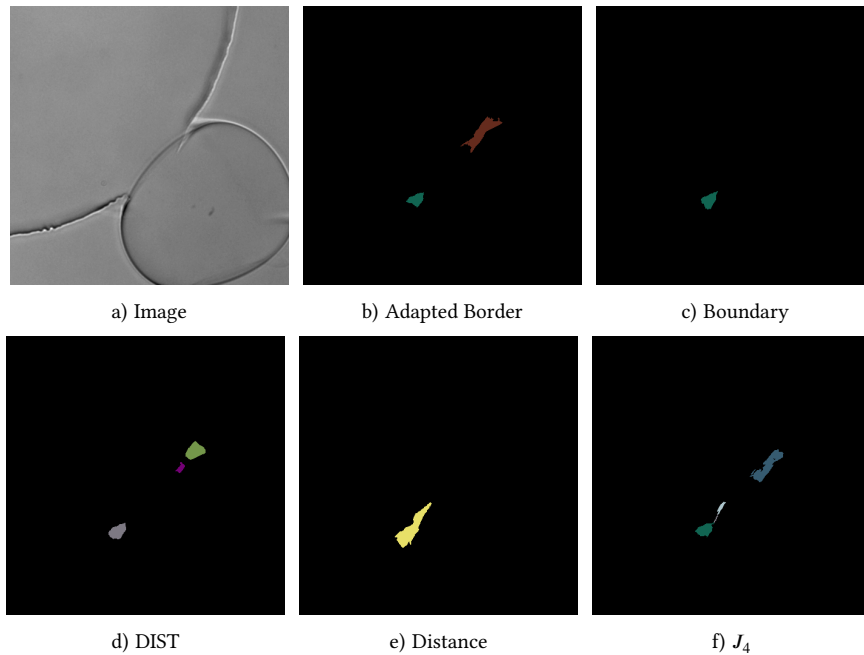 a) Image
b) Adapted Border
c) Boundary
d) DIST
e) Distance
f) J₄